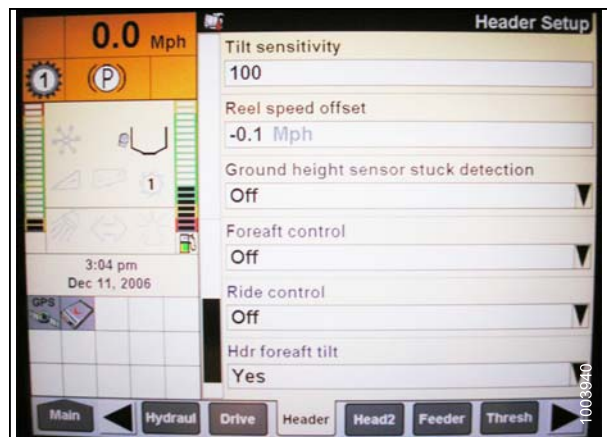 0.0 Mph
1
P
1
3:04 pm
Dec 11, 2006
GPS
Header Setup
Tilt sensitivity
100
Reel speed offset
-0.1 Mph
Ground height sensor stuck detection
Off
Foreaft control
Off
Ride control
Off
Hdr foreaft tilt
Yes
Main
Hydraul
Drive
Header
Head2
Feeder
Thresh
1003940